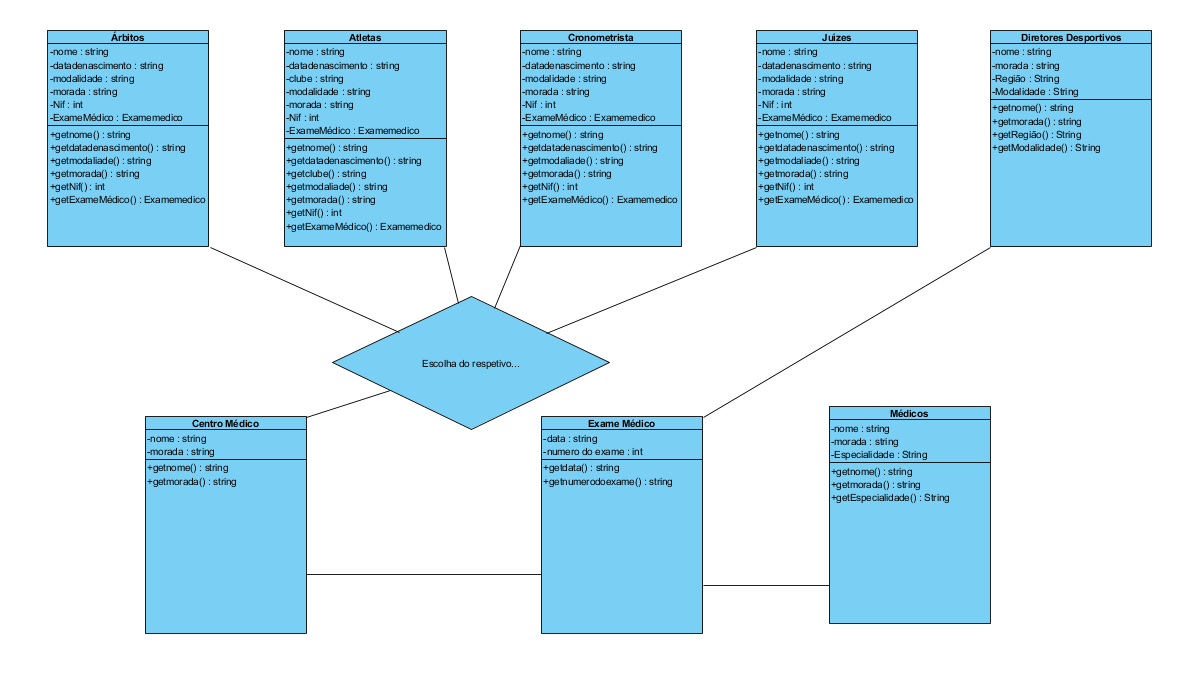 Árbitos
-nome : string
-datadenascimento : string
-modalidade : string
-morada : string
-Nif : int
-ExameMédico : Examemedico
+getnome() : string
+getdatadenascimento() : string
+getmodaliade() : string
+getmorada() : string
+getNif() : int
+getExameMédico() : Examemedico
Atletas
-nome : string
-datadenascimento : string
-clube : string
-modalidade : string
-morada : string
-Nif : int
-ExameMédico : Examemedico
+getnome() : string
+getdatadenascimento() : string
+getclube() : string
+getmodaliade() : string
+getmorada() : string
+getNif() : int
+getExameMédico() : Examemedico
Cronometrista
-nome : string
-datadenascimento : string
-modalidade : string
-morada : string
-Nif : int
-ExameMédico : Examemedico
+getnome() : string
+getdatadenascimento() : string
+getmodaliade() : string
+getmorada() : string
+getNif() : int
+getExameMédico() : Examemedico
Juizes
-nome : string
-datadenascimento : string
-modalidade : string
-morada : string
-Nif : int
-ExameMédico : Examemedico
+getnome() : string
+getdatadenascimento() : string
+getmodaliade() : string
+getmorada() : string
+getNif() : int
+getExameMédico() : Examemedico
Diretores Desportivos
-nome : string
-morada : string
-Região : String
-Modalidade : String
+getnome() : string
+getmorada() : string
+getRegião() : String
+getModalidade() : String
Escolha do respetivo...
Centro Médico
-nome : string
-morada : string
+getnome() : string
+getmorada() : string
Exame Médico
-data : string
-numero do exame : int
+getdata() : string
+getnumerodoexame() : string
Médicos
-nome : string
-morada : string
-Especialidade : String
+getnome() : string
+getmorada() : string
+getEspecialidade() : String